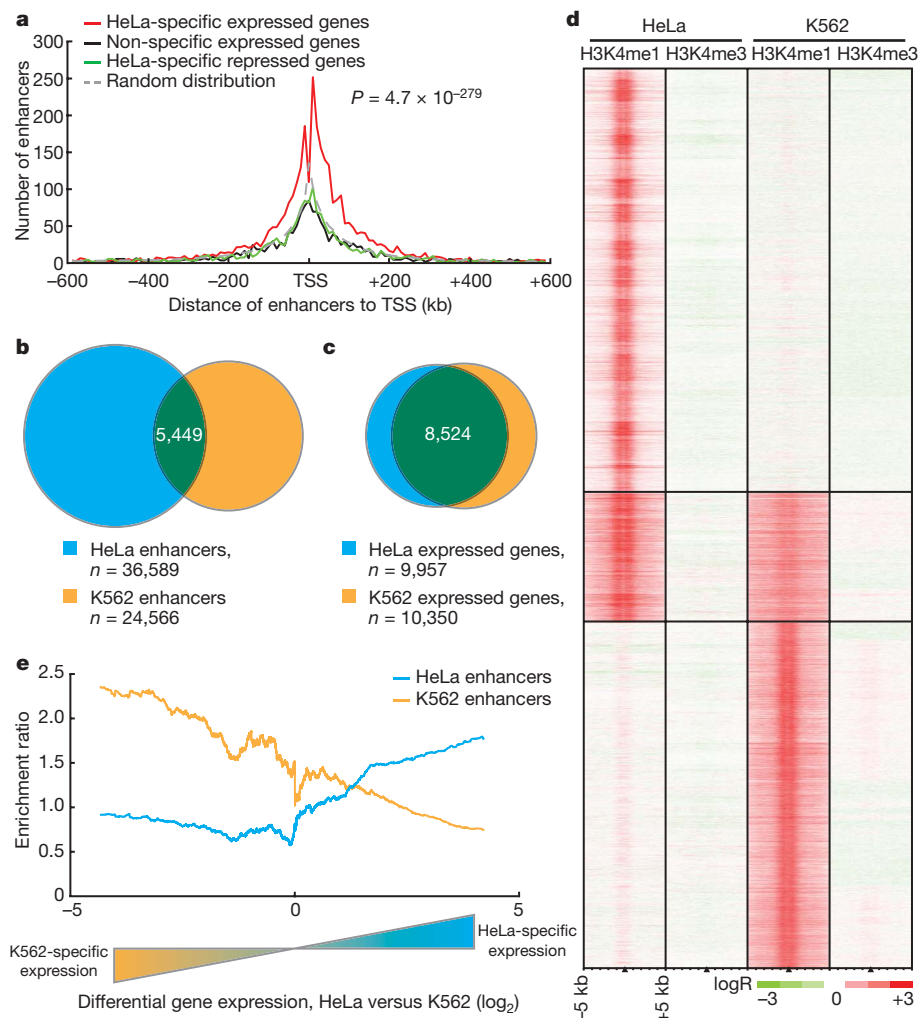 a
HeLa-specific expressed genes
Non-specific expressed genes
HeLa-specific repressed genes
Random distribution
P = 4.7 × 10⁻²⁷⁹
Number of enhancers
300
250
200
150
100
50
0
−600
−400
−200
TSS
+200
+400
+600
Distance of enhancers to TSS (kb)
b
5,449
HeLa enhancers,
n = 36,589
K562 enhancers
n = 24,566
c
8,524
HeLa expressed genes,
n = 9,957
K562 expressed genes,
n = 10,350
d
HeLa
K562
H3K4me1
H3K4me3
H3K4me1
H3K4me3
−5 kb
+5 kb
logR
−3
0
+3
e
HeLa enhancers
K562 enhancers
Enrichment ratio
2.5
2.0
1.5
1.0
0.5
0
−5
0
5
K562-specific
expression
HeLa-specific
expression
Differential gene expression, HeLa versus K562 (log₂)